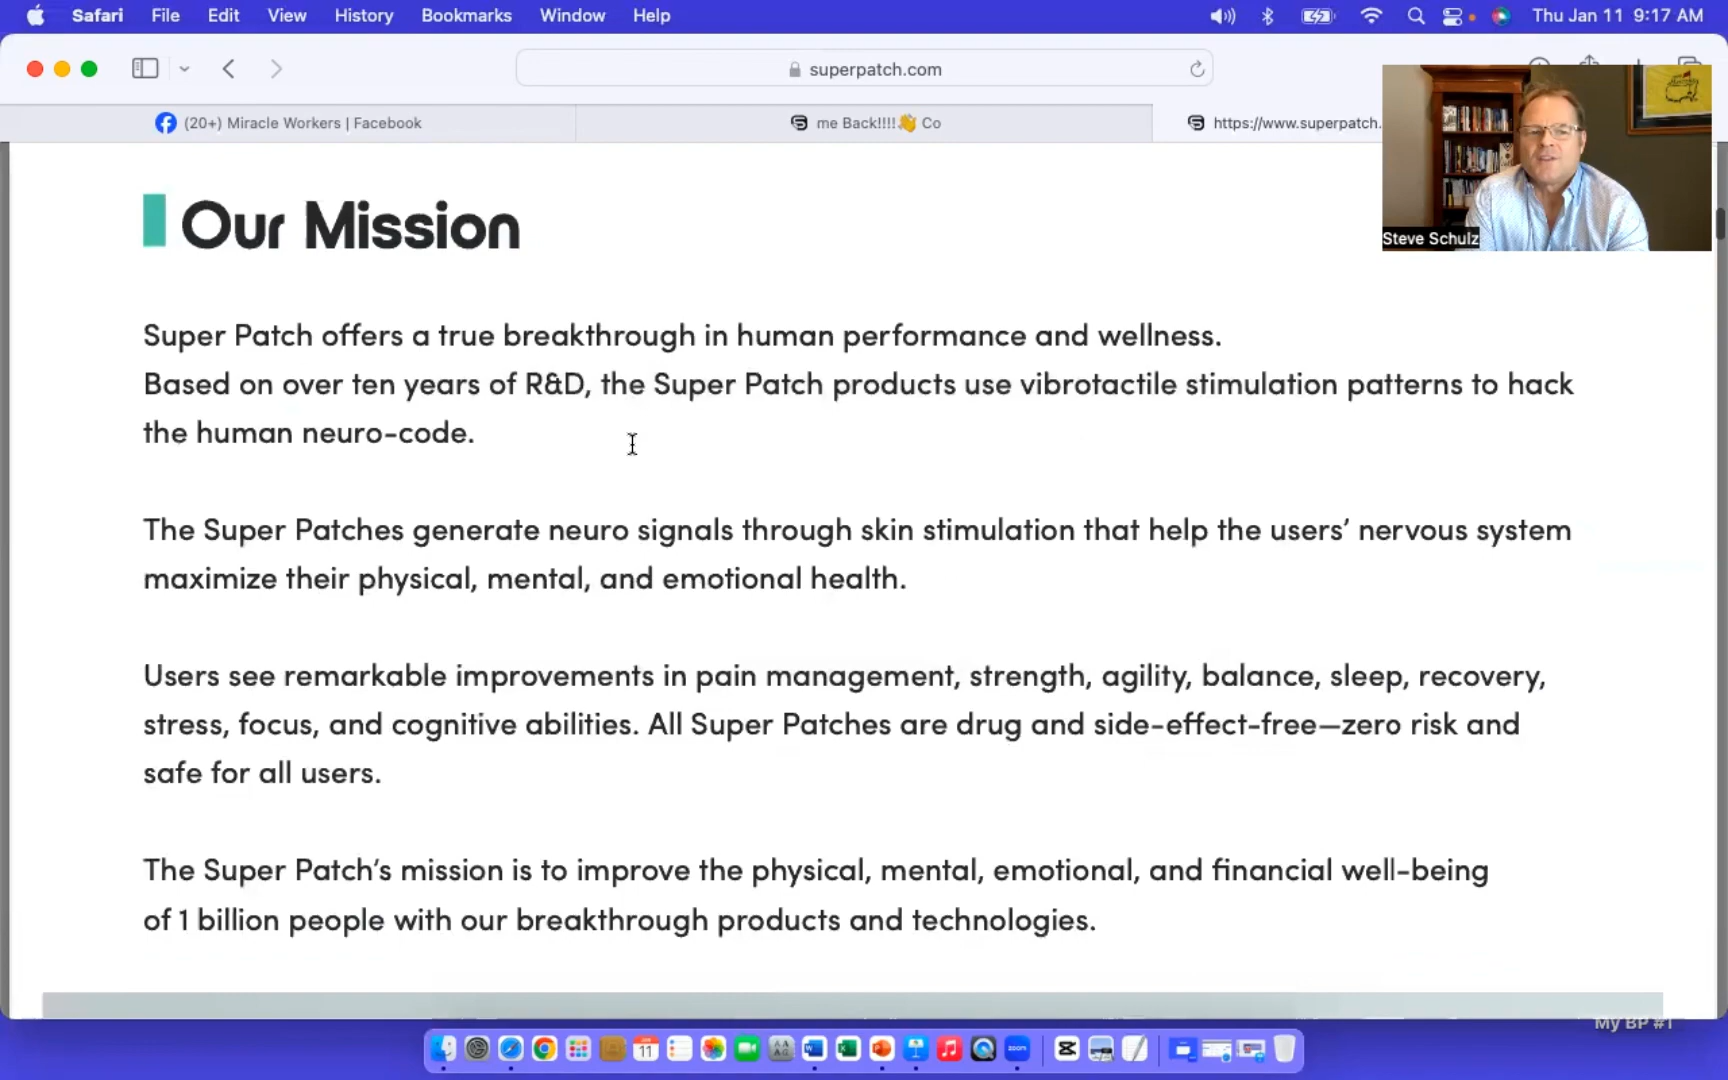 Safari File Edit View History Bookmarks Window Help Thu Jan 11 9:17 AM
superpatch.com
(20+) Miracle Workers | Facebook
me Back!!!!👋 Co
https://www.superpatch.
Steve Schulz
Our Mission
Super Patch offers a true breakthrough in human performance and wellness.
Based on over ten years of R&D, the Super Patch products use vibrotactile stimulation patterns to hack
the human neuro-code.
The Super Patches generate neuro signals through skin stimulation that help the users’ nervous system
maximize their physical, mental, and emotional health.
Users see remarkable improvements in pain management, strength, agility, balance, sleep, recovery,
stress, focus, and cognitive abilities. All Super Patches are drug and side-effect-free—zero risk and
safe for all users.
The Super Patch’s mission is to improve the physical, mental, emotional, and financial well-being
of 1 billion people with our breakthrough products and technologies.
My BP #1
11
zoom